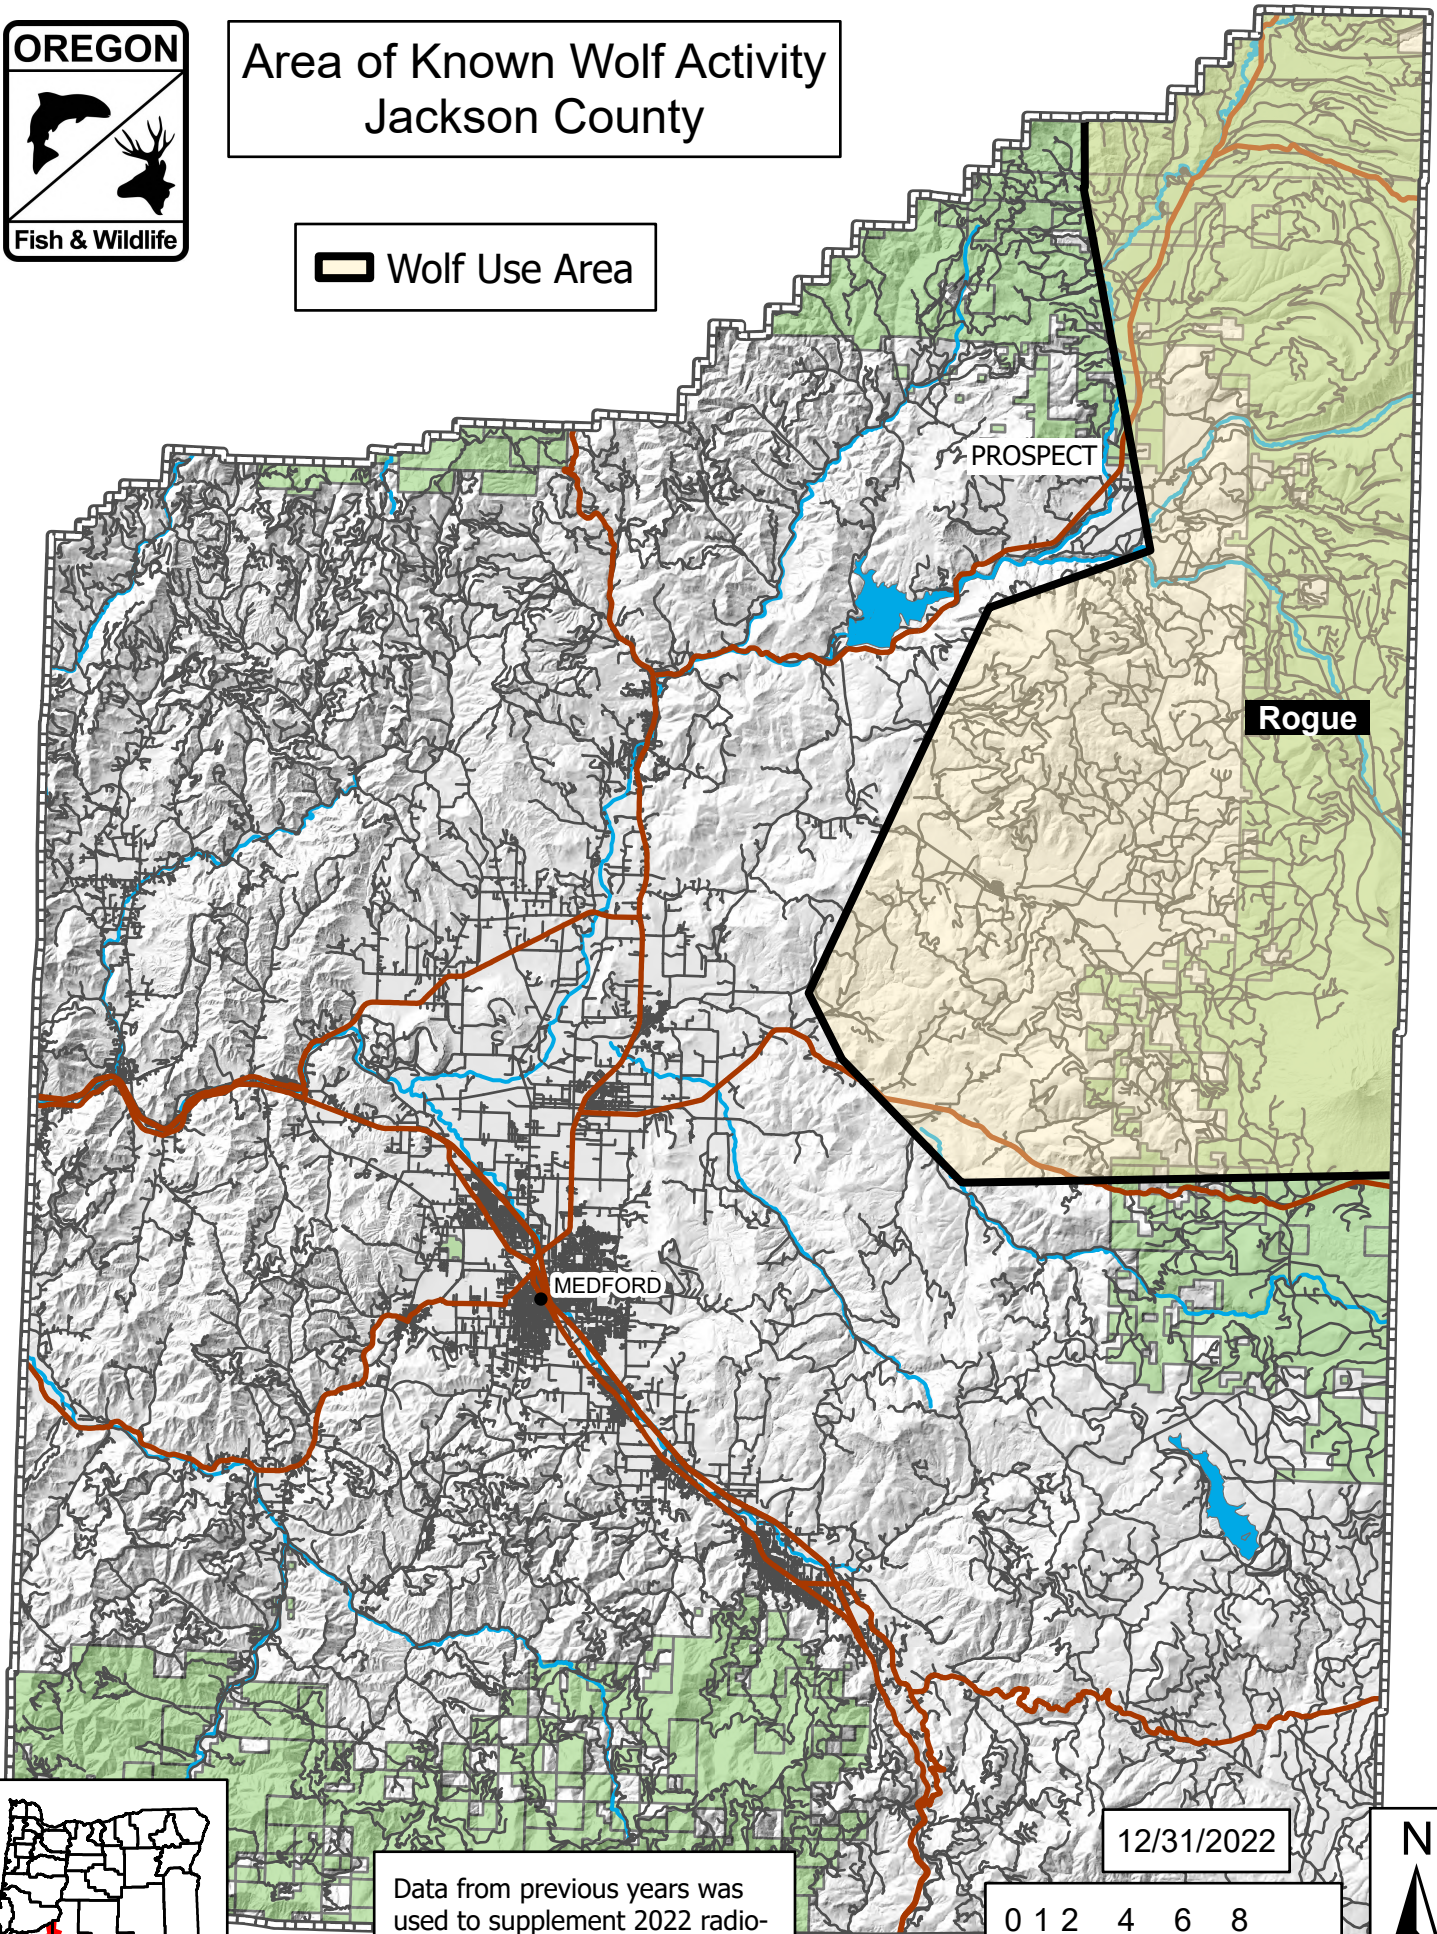 OREGON
Fish & Wildlife
Area of Known Wolf Activity
Jackson County
Wolf Use Area
PROSPECT
Rogue
MEDFORD
12/31/2022
N
Data from previous years was
used to supplement 2022 radio-
0 1 2 4 6 8